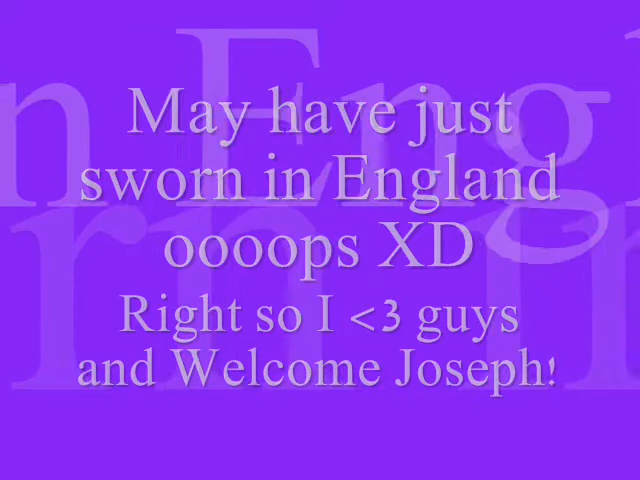 May have just
sworn in England
oooops XD
Right so I <3 guys
and Welcome Joseph!